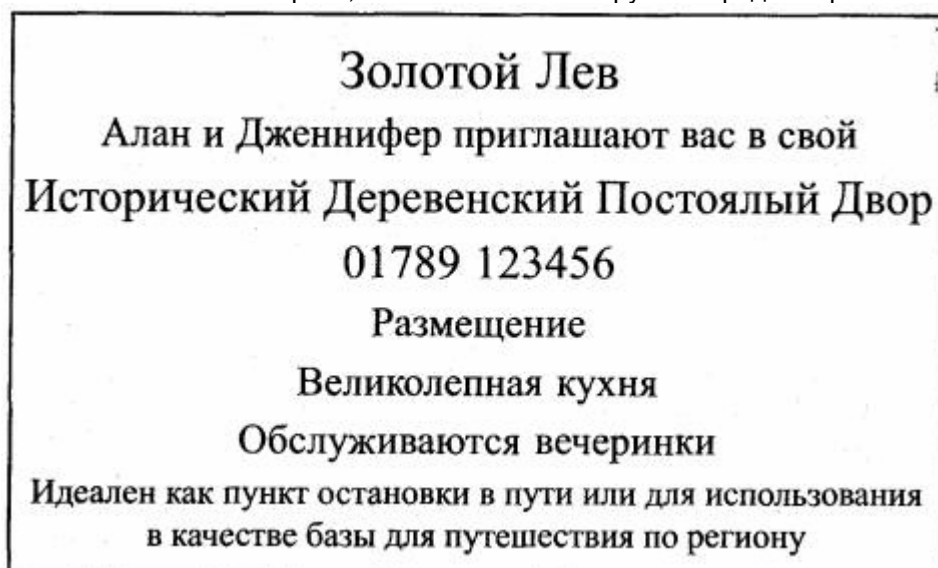 Золотой Лев
Алан и Дженнифер приглашают вас в свой
Исторический Деревенский Постоялый Двор
01789 123456
Размещение
Великолепная кухня
Обслуживаются вечеринки
Идеален как пункт остановки в пути или для использования
в качестве базы для путешествия по региону